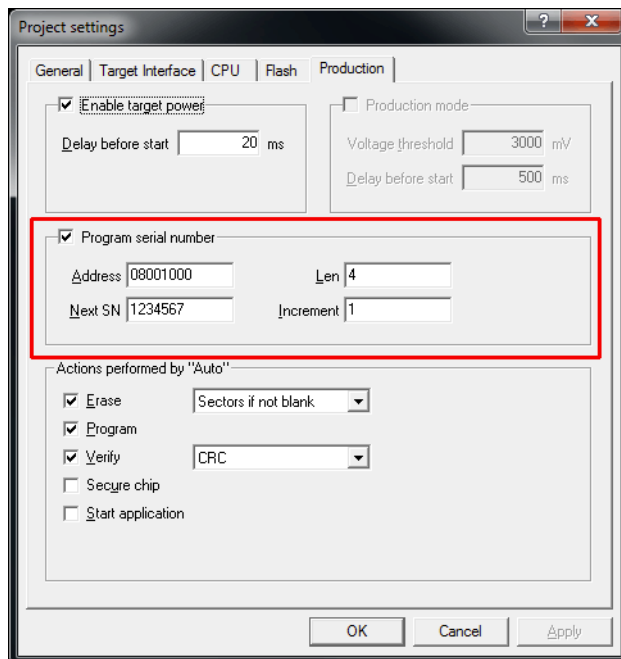 Project settings
General Target Interface CPU Flash Production
Enable target power
Delay before start 20 ms
Production mode
Voltage threshold 3000 mV
Delay before start 500 ms
Program serial number
Address 08001000 Len 4
Next SN 1234567 Increment 1
Actions performed by "Auto"
Erase Sectors if not blank
Program
Verify CRC
Secure chip
Start application
OK Cancel Apply